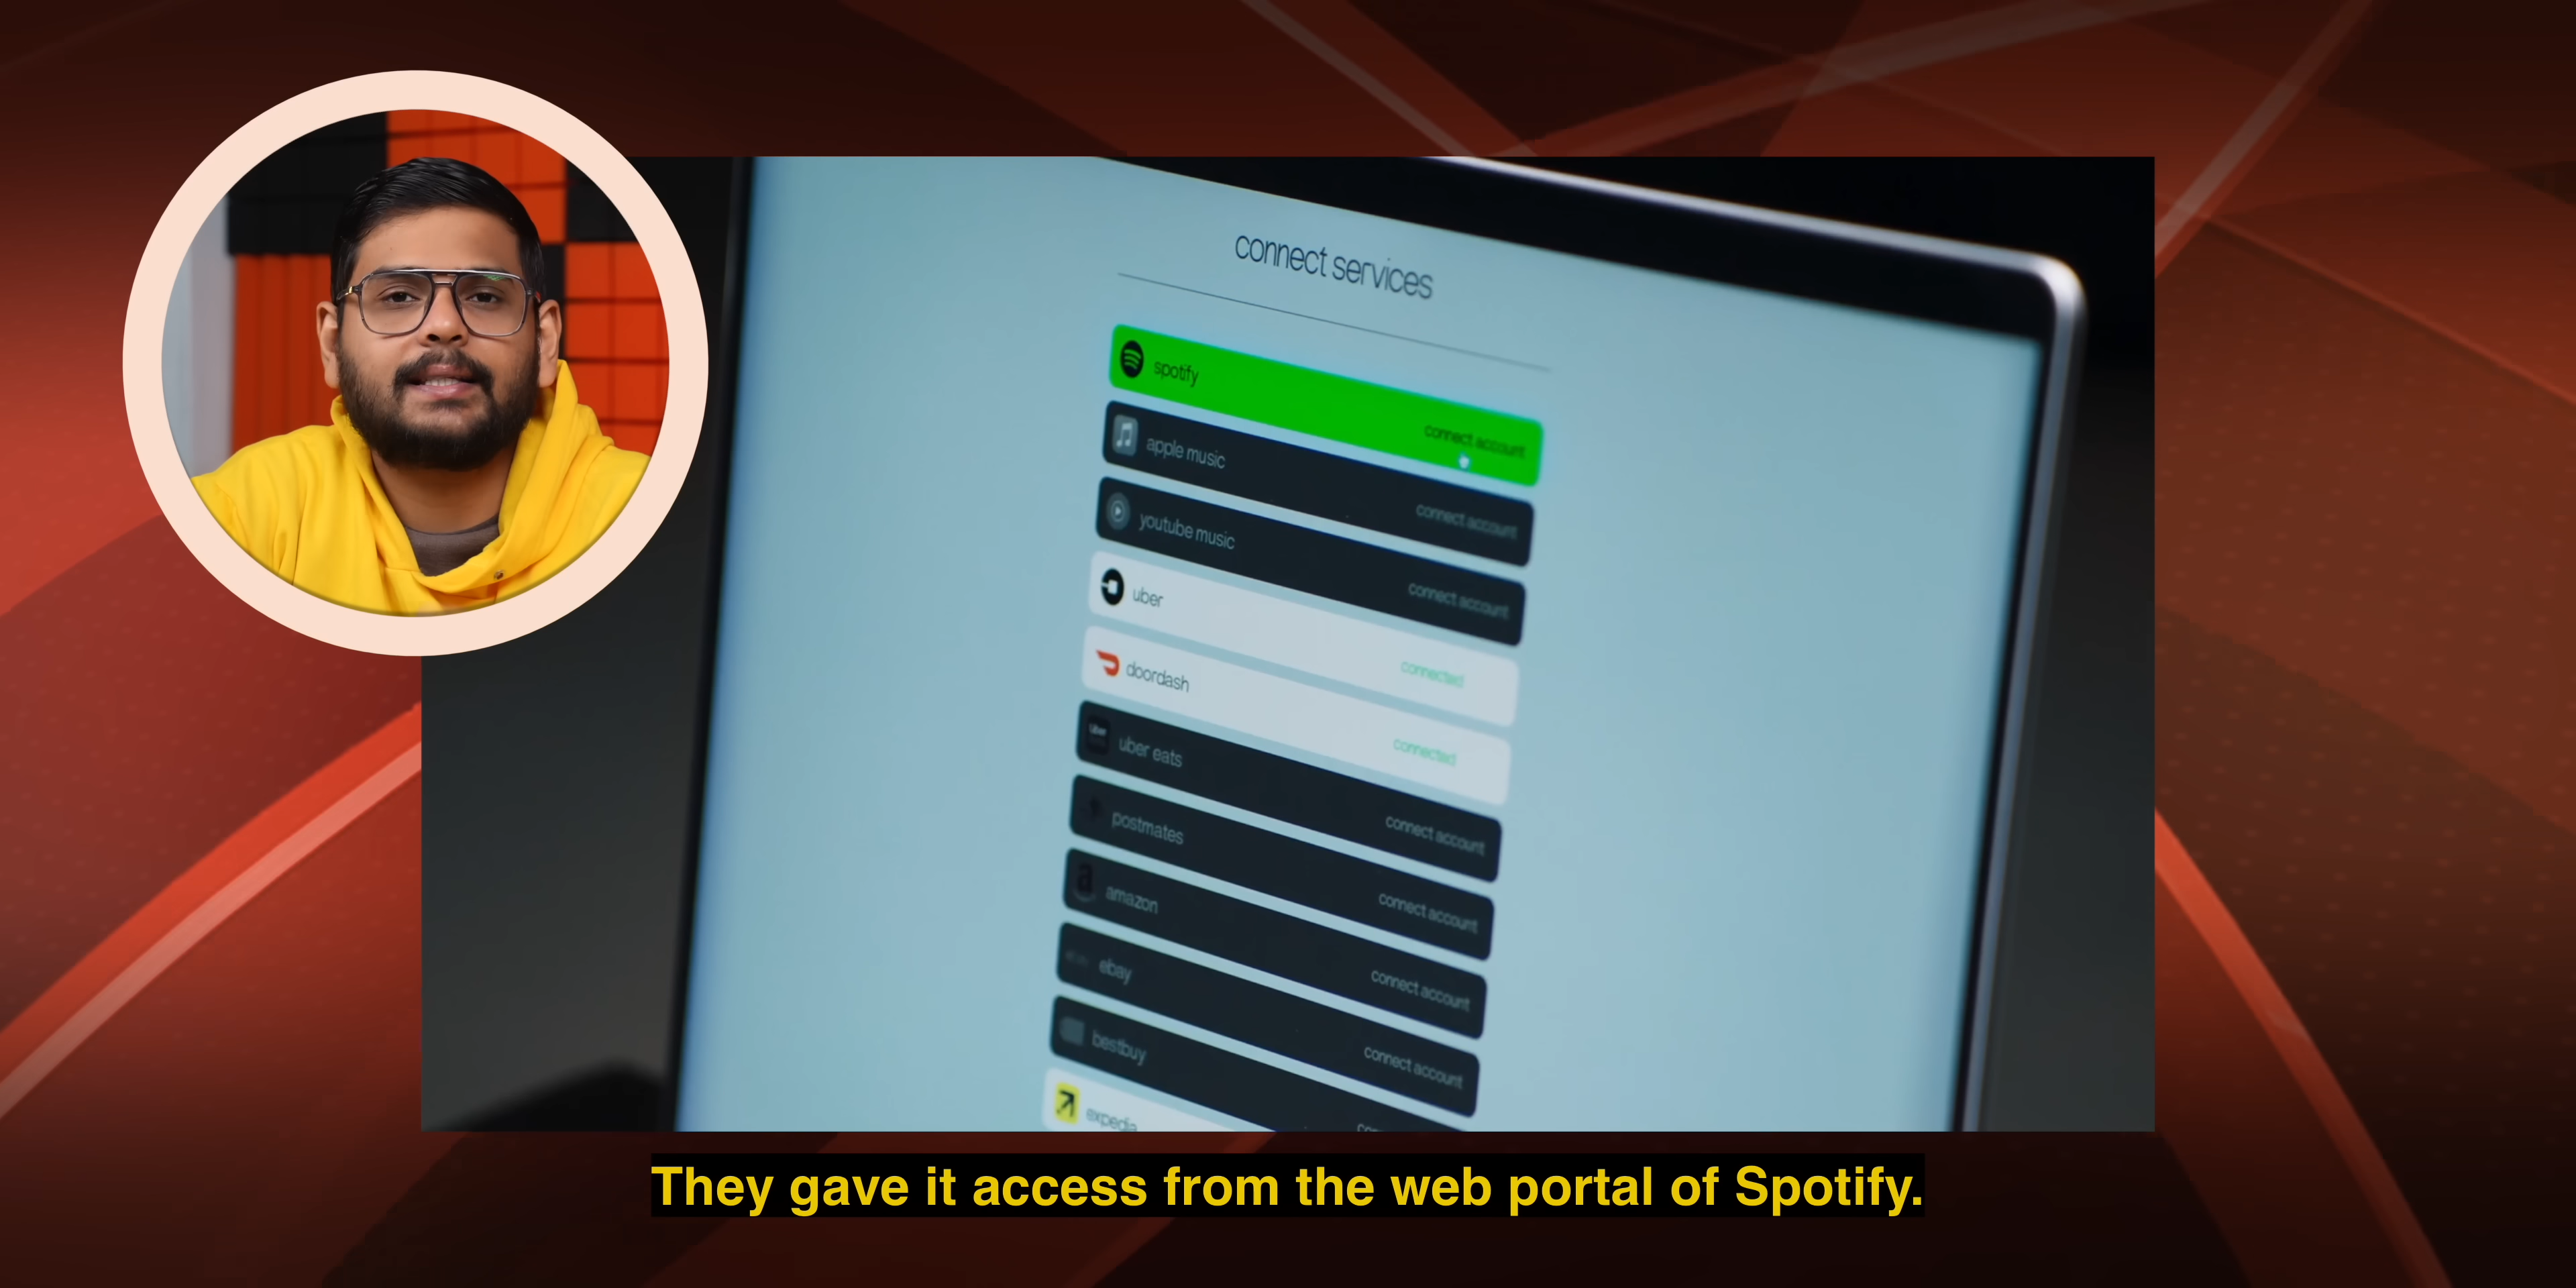 connect services
spotify
connect account
apple music
connect account
youtube music
connect account
uber
connected
doordash
connected
uber eats
connect account
postmates
connect account
amazon
connect account
ebay
connect account
bestbuy
expedia
They gave it access from the web portal of Spotify.